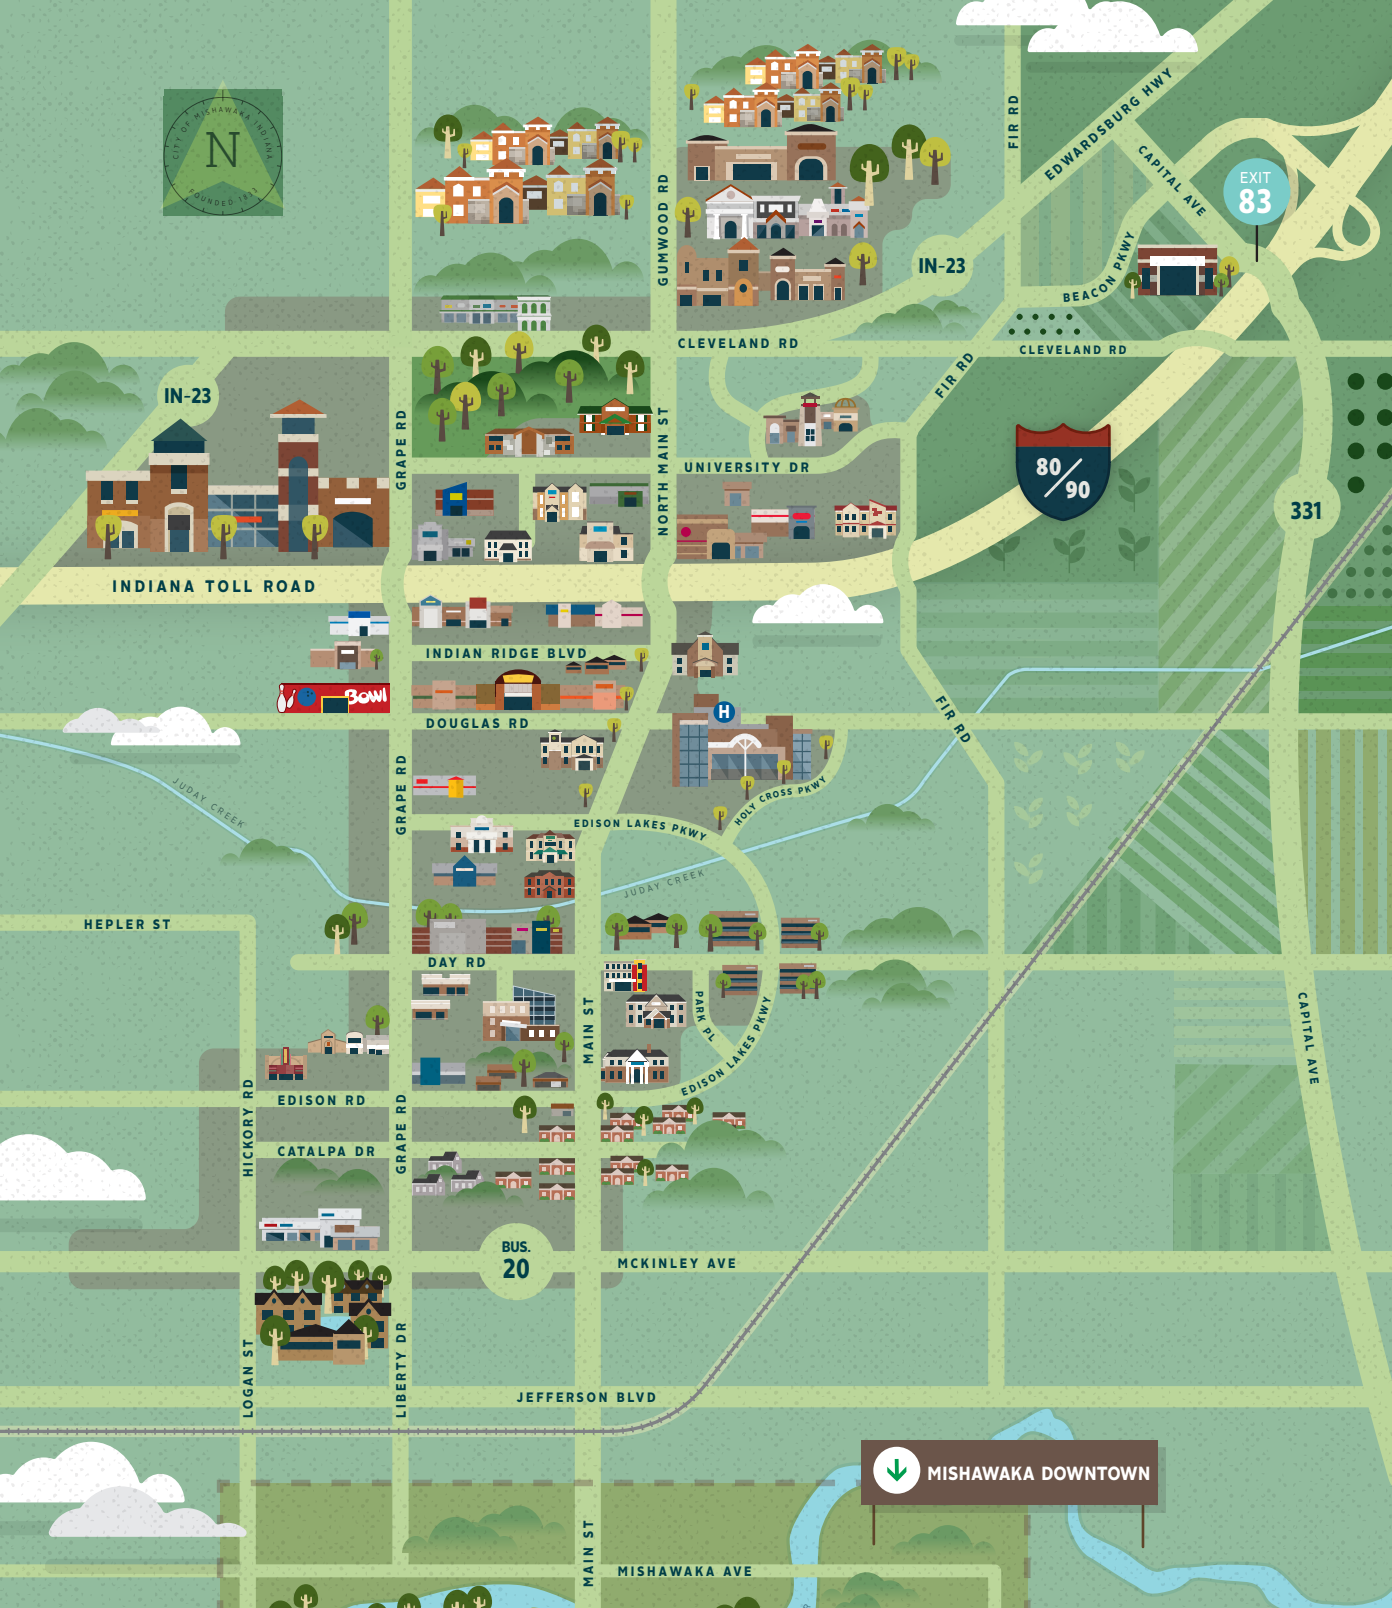 CITY OF MISHAWAKA INDIANA
N
FOUNDED 1833
FIR RD
EDWARDSBURG HWY
CAPITAL AVE
EXIT
83
GUMWOOD RD
IN-23
BEACON PKWY
CLEVELAND RD
CLEVELAND RD
IN-23
FIR RD
GRAPE RD
NORTH MAIN ST
UNIVERSITY DR
80/90
331
INDIANA TOLL ROAD
INDIAN RIDGE BLVD
BOWL
DOUGLAS RD
H
FIR RD
JUDAY CREEK
GRAPE RD
HOLY CROSS PKWY
EDISON LAKES PKWY
JUDAY CREEK
HEPLER ST
DAY RD
MAIN ST
PARK PL
EDISON LAKES PKWY
CAPITAL AVE
EDISON RD
HICKORY RD
GRAPE RD
CATALPA DR
BUS.
20
MCKINLEY AVE
LOGAN ST
LIBERTY DR
JEFFERSON BLVD
MISHAWAKA DOWNTOWN
MAIN ST
MISHAWAKA AVE